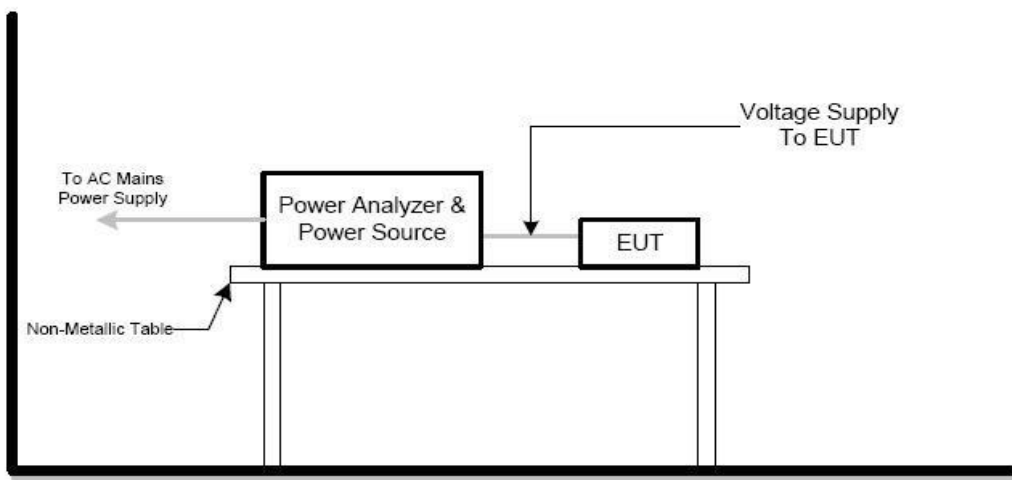 Voltage Supply
To EUT
To AC Mains
Power Supply
Power Analyzer &
Power Source
EUT
Non-Metallic Table